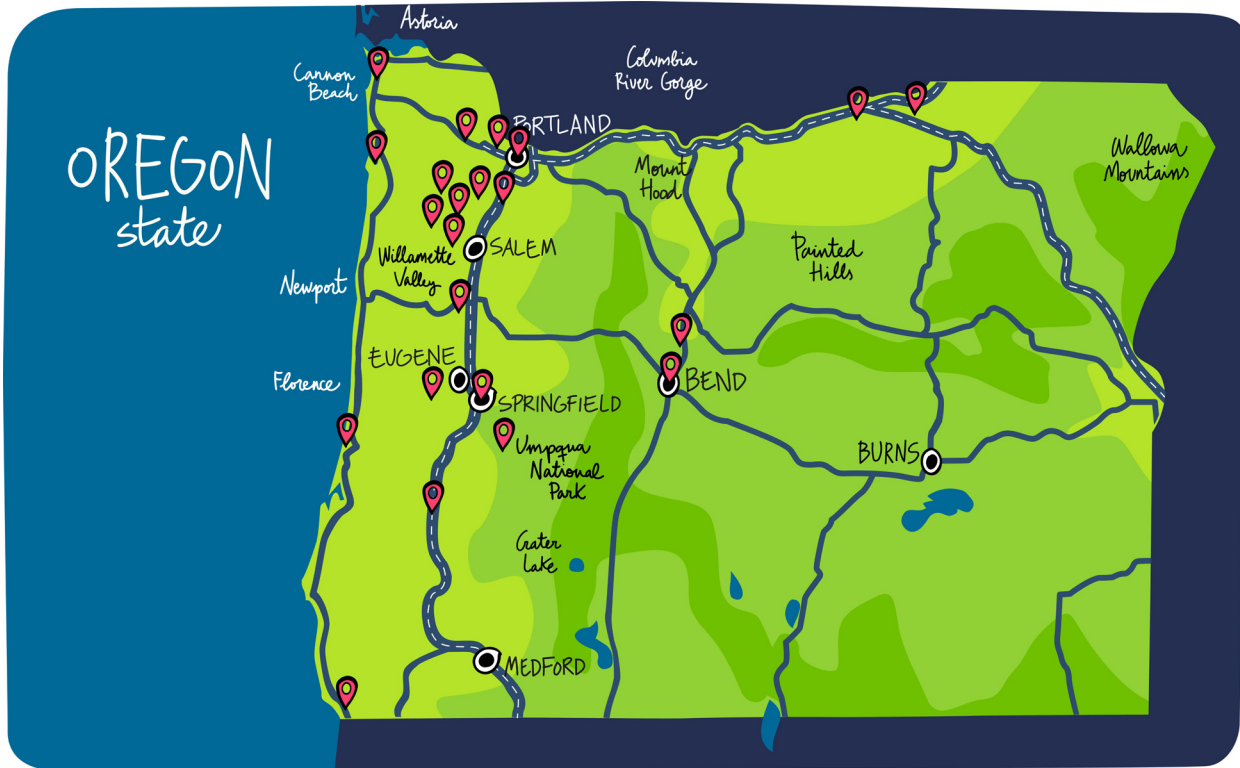 Astoria
Columbia
River Gorge
Cannon
Beach
PORTLAND
OREGON
state
Mount
Hood
Wallowa
Mountains
Willamette
Valley
SALEM
Painted
Hills
Newport
EUGENE
Florence
BEND
SPRINGFIELD
Umpqua
National
Park
BURNS
Crater
Lake
MEDFORD